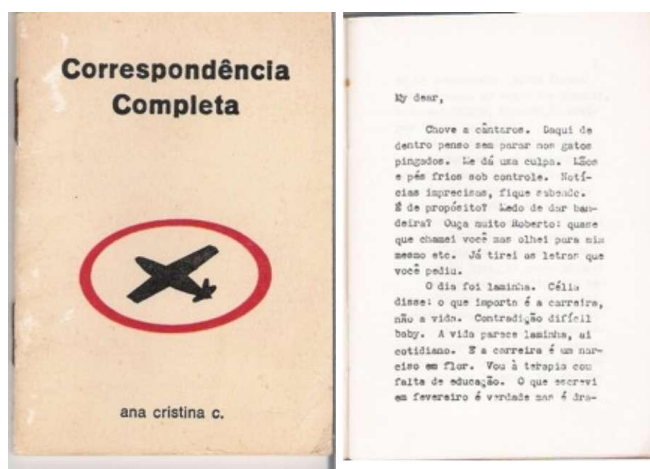 Correspondência
Completa
ana cristina c.
My dear,
Chove a cântaros. Daqui de
dentro penso sem parar nos gatos
pingados. Me dá uma culpa. Mãos
e pés frios sob controle. Notí-
cias imprecisas, fique sabendo.
É de propósito? Medo de dar ban-
deira? Ouça muito Roberto: quase
que chamei você mas olhei para mim
mesmo etc. Já tirei as letras que
você pediu.
O dia foi laminha. Célia
disse: o que importa é a carreira,
não a vida. Contradição difícil
baby. A vida parece laminha, ai
cotidiano. E a carreira é um nar-
ciso em flor. Vou à terapia com
falta de educação. O que escrevi
em fevereiro é verdade mas é dra-